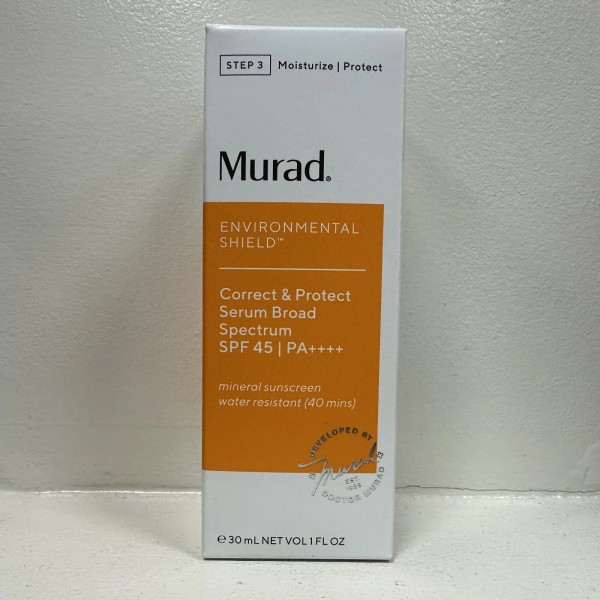 STEP 3 Moisturize | Protect
Murad.
ENVIRONMENTAL
SHIELD™
Correct & Protect
Serum Broad
Spectrum
SPF 45 | PA++++
mineral sunscreen
water resistant (40 mins)
DEVELOPED BY
Murad
EST.
1989
DOCTOR MURAD
℮ 30 mL NET VOL 1 FL OZ